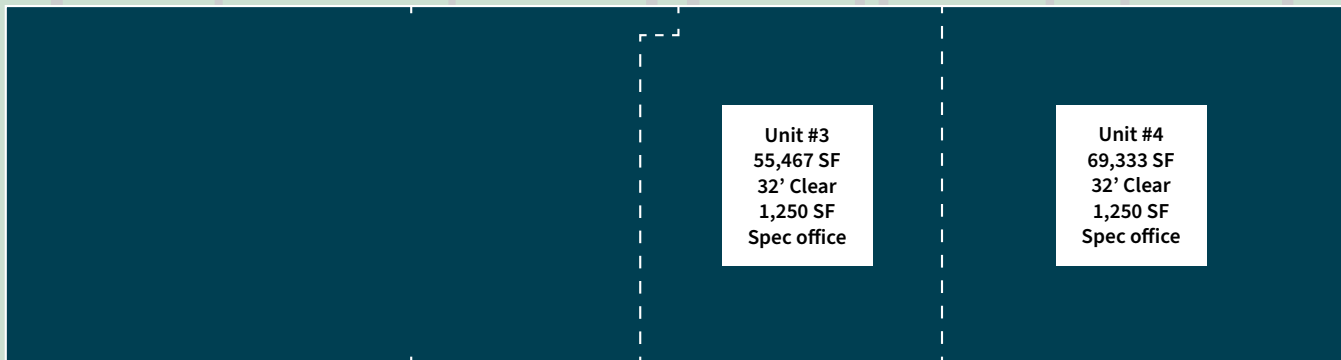 Unit #3
55,467 SF
32’ Clear
1,250 SF
Spec office
Unit #4
69,333 SF
32’ Clear
1,250 SF
Spec office